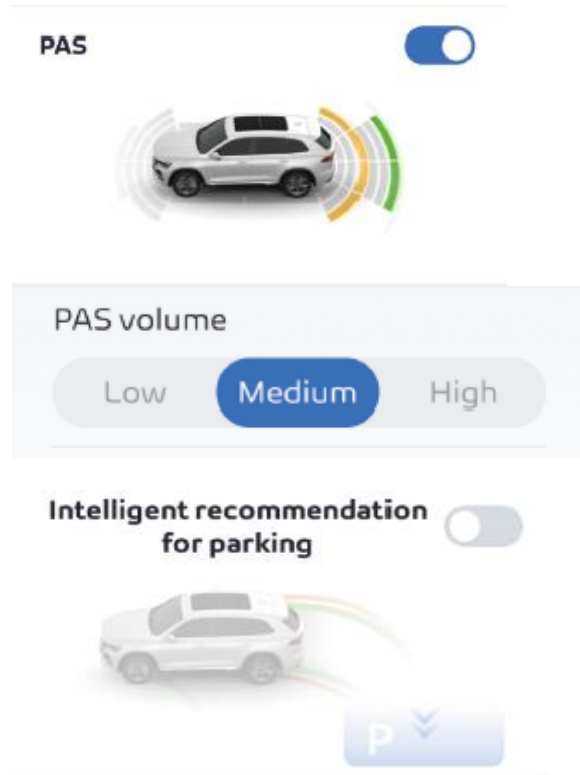 PAS
PAS volume
Low Medium High
Intelligent recommendation
for parking
P